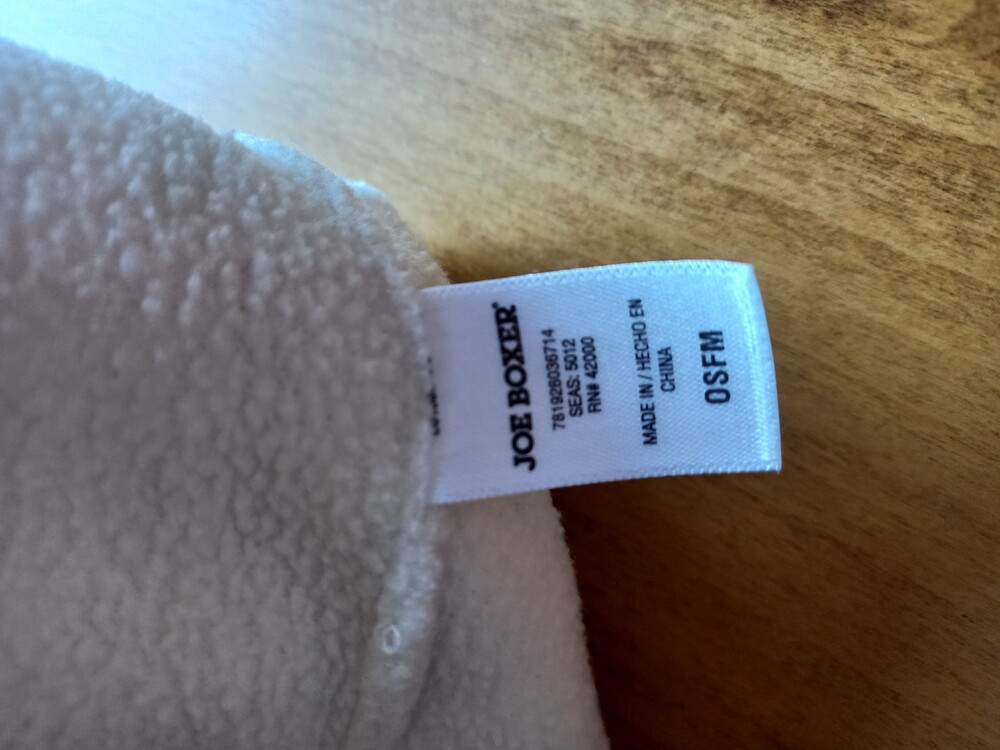 JOE BOXER®
781928036714
SEAS: 5012
RN# 42000
MADE IN / HECHO EN
CHINA
OSFM